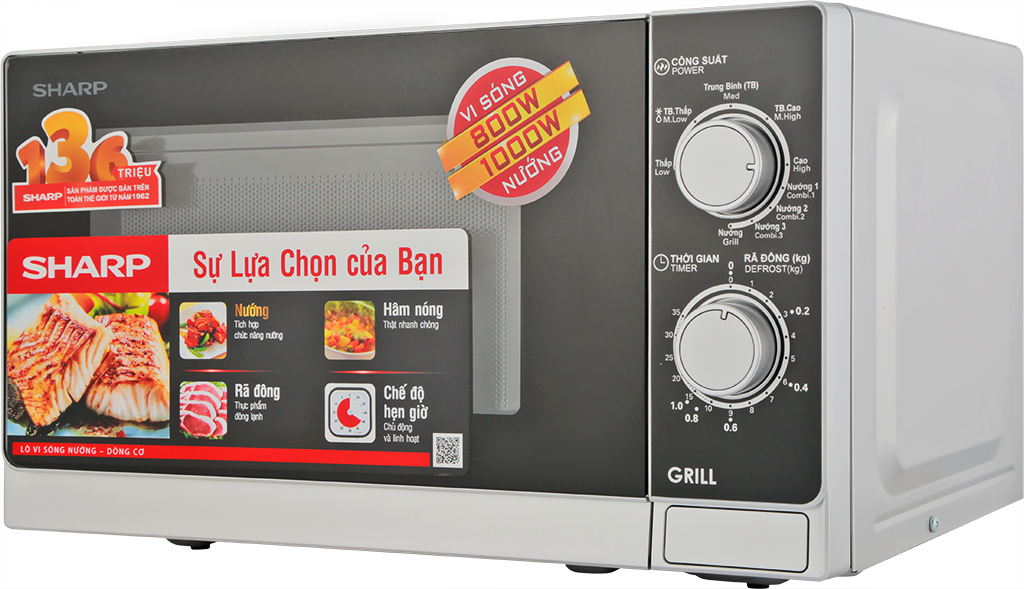 SHARP
136
TRIỆU
SHARP
SẢN PHẨM ĐƯỢC BÁN TRÊN
TOÀN THẾ GIỚI TỪ NĂM 1962
VI SÓNG
800W
1000W
NƯỚNG
SHARP
Sự Lựa Chọn của Bạn
Nướng
Tích hợp
chức năng nướng
Hâm nóng
Thật nhanh chóng
Rã đông
Thực phẩm
đông lạnh
Chế độ
hẹn giờ
Chủ động
và linh hoạt
LÒ VI SÓNG NƯỚNG – DÒNG CƠ
CÔNG SUẤT
POWER
Trung Bình (TB)
Med
TB.Thấp
M.Low
TB.Cao
M.High
Thấp
Low
Cao
High
Nướng 1
Combi.1
Nướng 2
Combi.2
Nướng 3
Combi.3
Nướng
Grill
THỜI GIAN
TIMER
RÃ ĐÔNG (kg)
DEFROST(kg)
0
0
1
2
3
0.2
4
5
6
0.4
7
8
9
0.6
10
0.8
15
1.0
20
25
30
35
GRILL